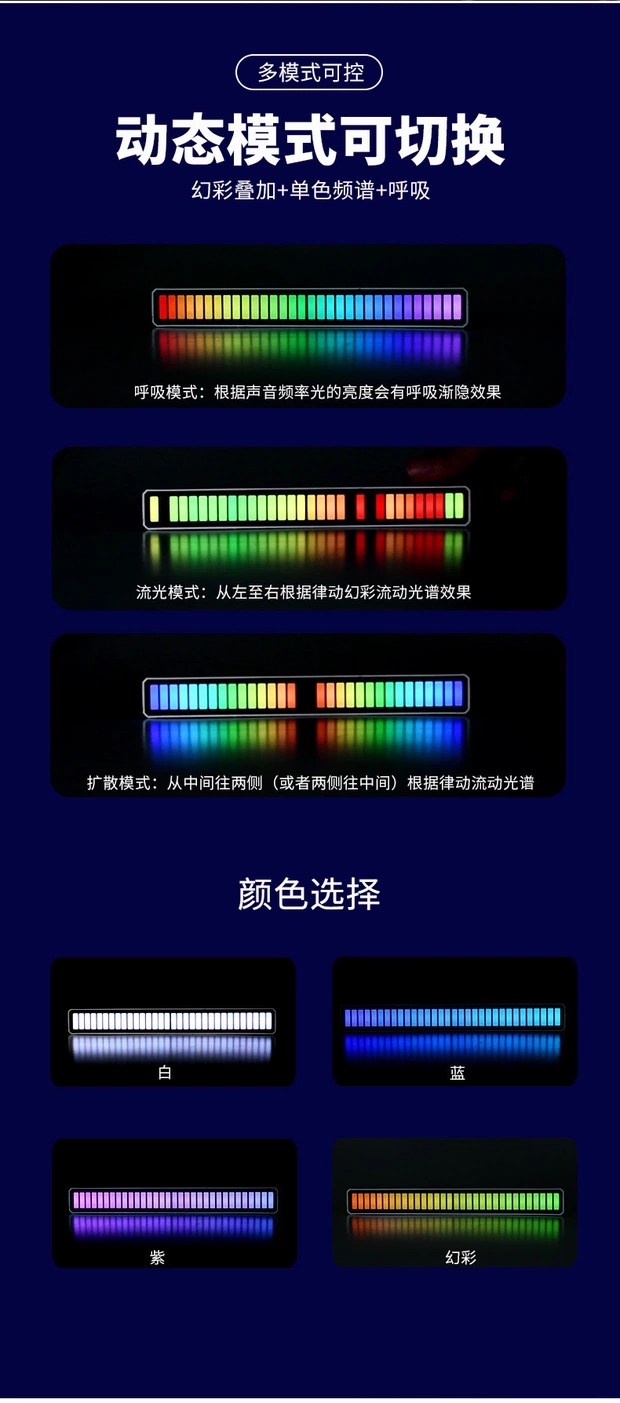 多模式可控
动态模式可切换
幻彩叠加+单色频谱+呼吸
呼吸模式：根据声音频率光的亮度会有呼吸渐隐效果
流光模式：从左至右根据律动幻彩流动光谱效果
扩散模式：从中间往两侧（或者两侧往中间）根据律动流动光谱
颜色选择
白
蓝
紫
幻彩